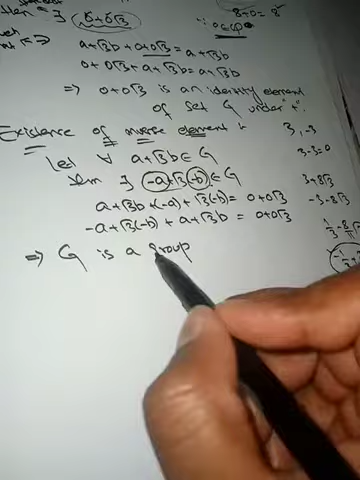 then ∃ 0+0√3
8+0=8
∵ 0∈Q
a+√3b+0+0√3=a+√3b
0+0√3+a+√3b=a+√3b
⇒ 0+0√3 is an identity element
of set G under "+".
Existence of inverse element :
3, -3
Let ∀ a+√3b∈G
3-3=0
then ∃ -a+√3(-b)∈G
3+8√3
a+√3b+(-a)+√3(-b)=0+0√3
-3-8√3
-a+√3(-b)+a+√3b=0+0√3
⇒ G is a group